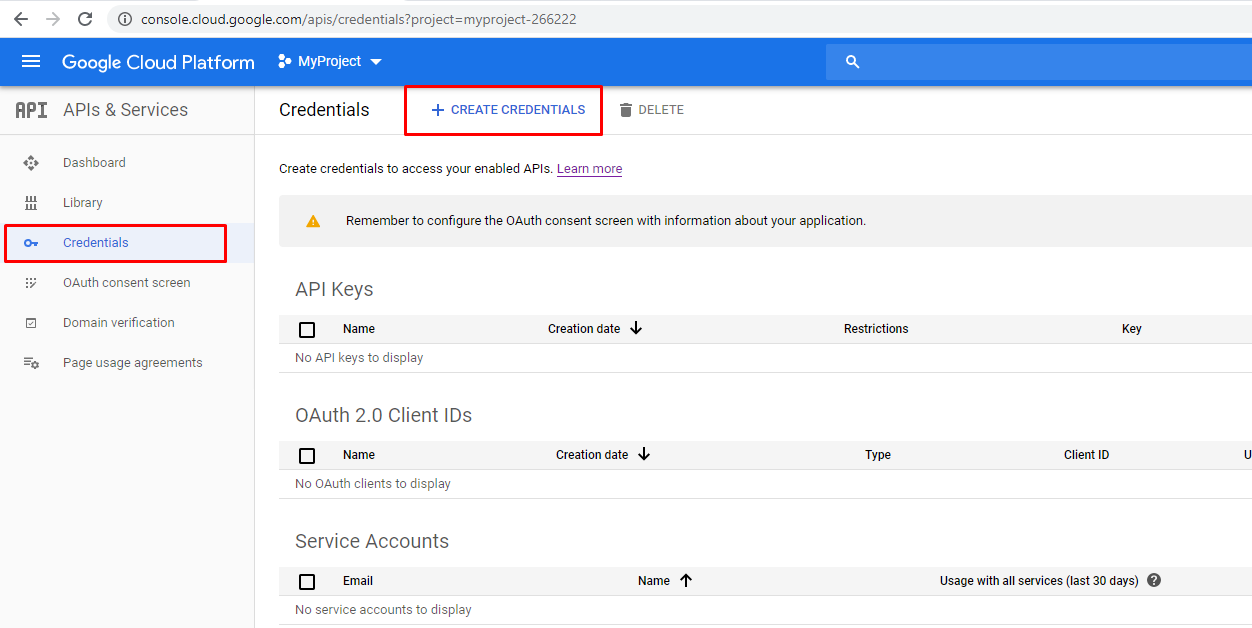 console.cloud.google.com/apis/credentials?project=myproject-266222
Google Cloud Platform MyProject
API APIs & Services
Credentials + CREATE CREDENTIALS DELETE
Dashboard
Library
Credentials
OAuth consent screen
Domain verification
Page usage agreements
Create credentials to access your enabled APIs. Learn more
Remember to configure the OAuth consent screen with information about your application.
API Keys
Name Creation date Restrictions Key
No API keys to display
OAuth 2.0 Client IDs
Name Creation date Type Client ID U
No OAuth clients to display
Service Accounts
Email Name Usage with all services (last 30 days) ?
No service accounts to display